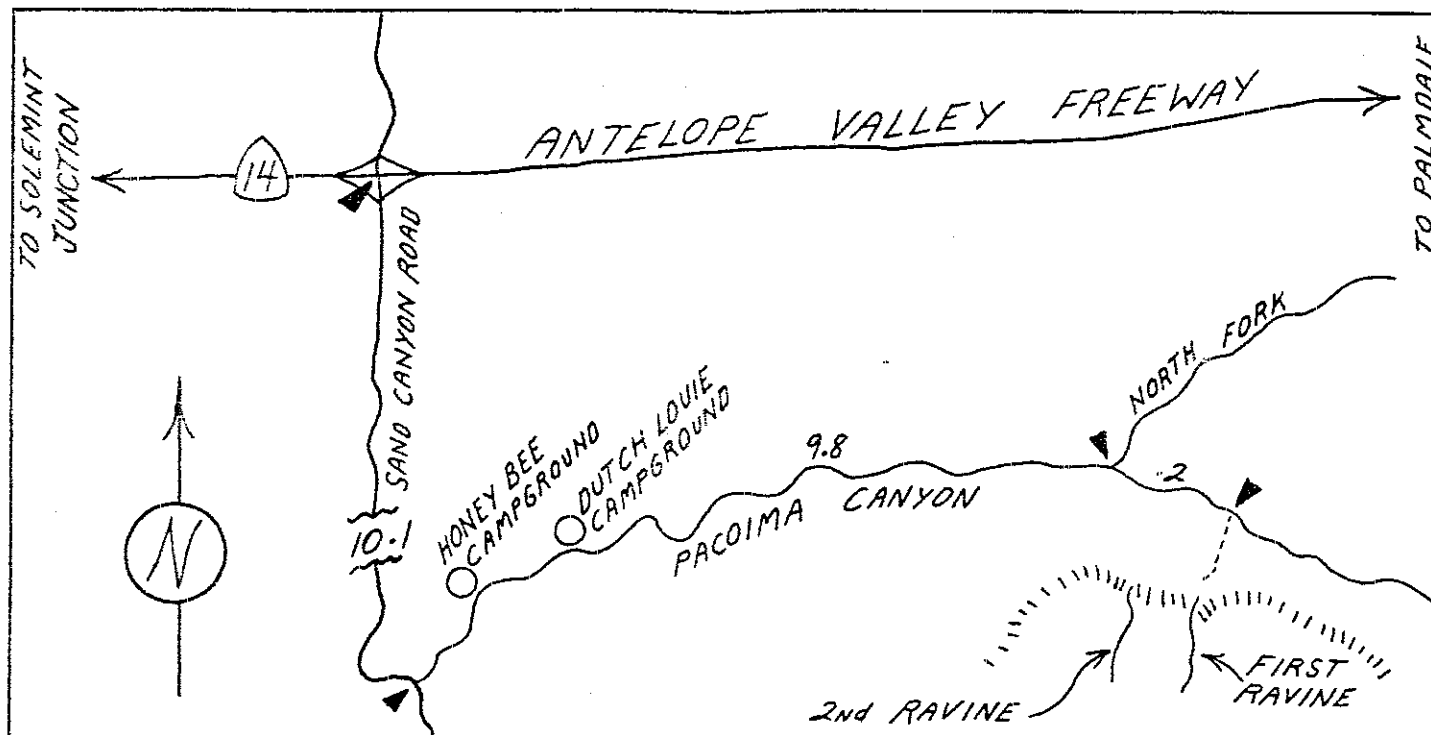 TO SOLEMINT
JUNCTION
14
ANTELOPE VALLEY FREEWAY
TO PALMDALE
SAND CANYON ROAD
NORTH FORK
HONEY BEE
CAMPGROUND
DUTCH LOUIE
CAMPGROUND
9.8
PACOIMA CANYON
.2
N
10.1
FIRST
RAVINE
2ND RAVINE